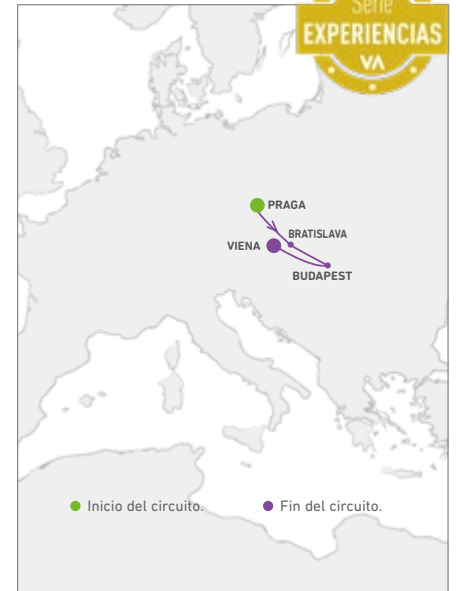 Serie
EXPERIENCIAS
VA
PRAGA
BRATISLAVA
VIENA
BUDAPEST
Inicio del circuito.
Fin del circuito.